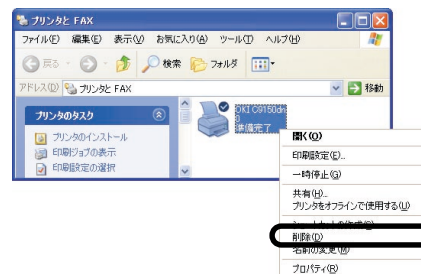 プリンタと FAX
ファイル(F) 編集(E) 表示(V) お気に入り(A) ツール(T) ヘルプ(H)
戻る 検索 フォルダ
アドレス(D) プリンタと FAX 移動
プリンタのタスク
プリンタのインストール
印刷ジョブの表示
印刷設定の選択
OKI C9150dn
0
準備完了
開く(O)
印刷設定(E)...
一時停止(G)
共有(H)...
プリンタをオフラインで使用する(U)
削除(D)
名前の変更(M)
プロパティ(R)